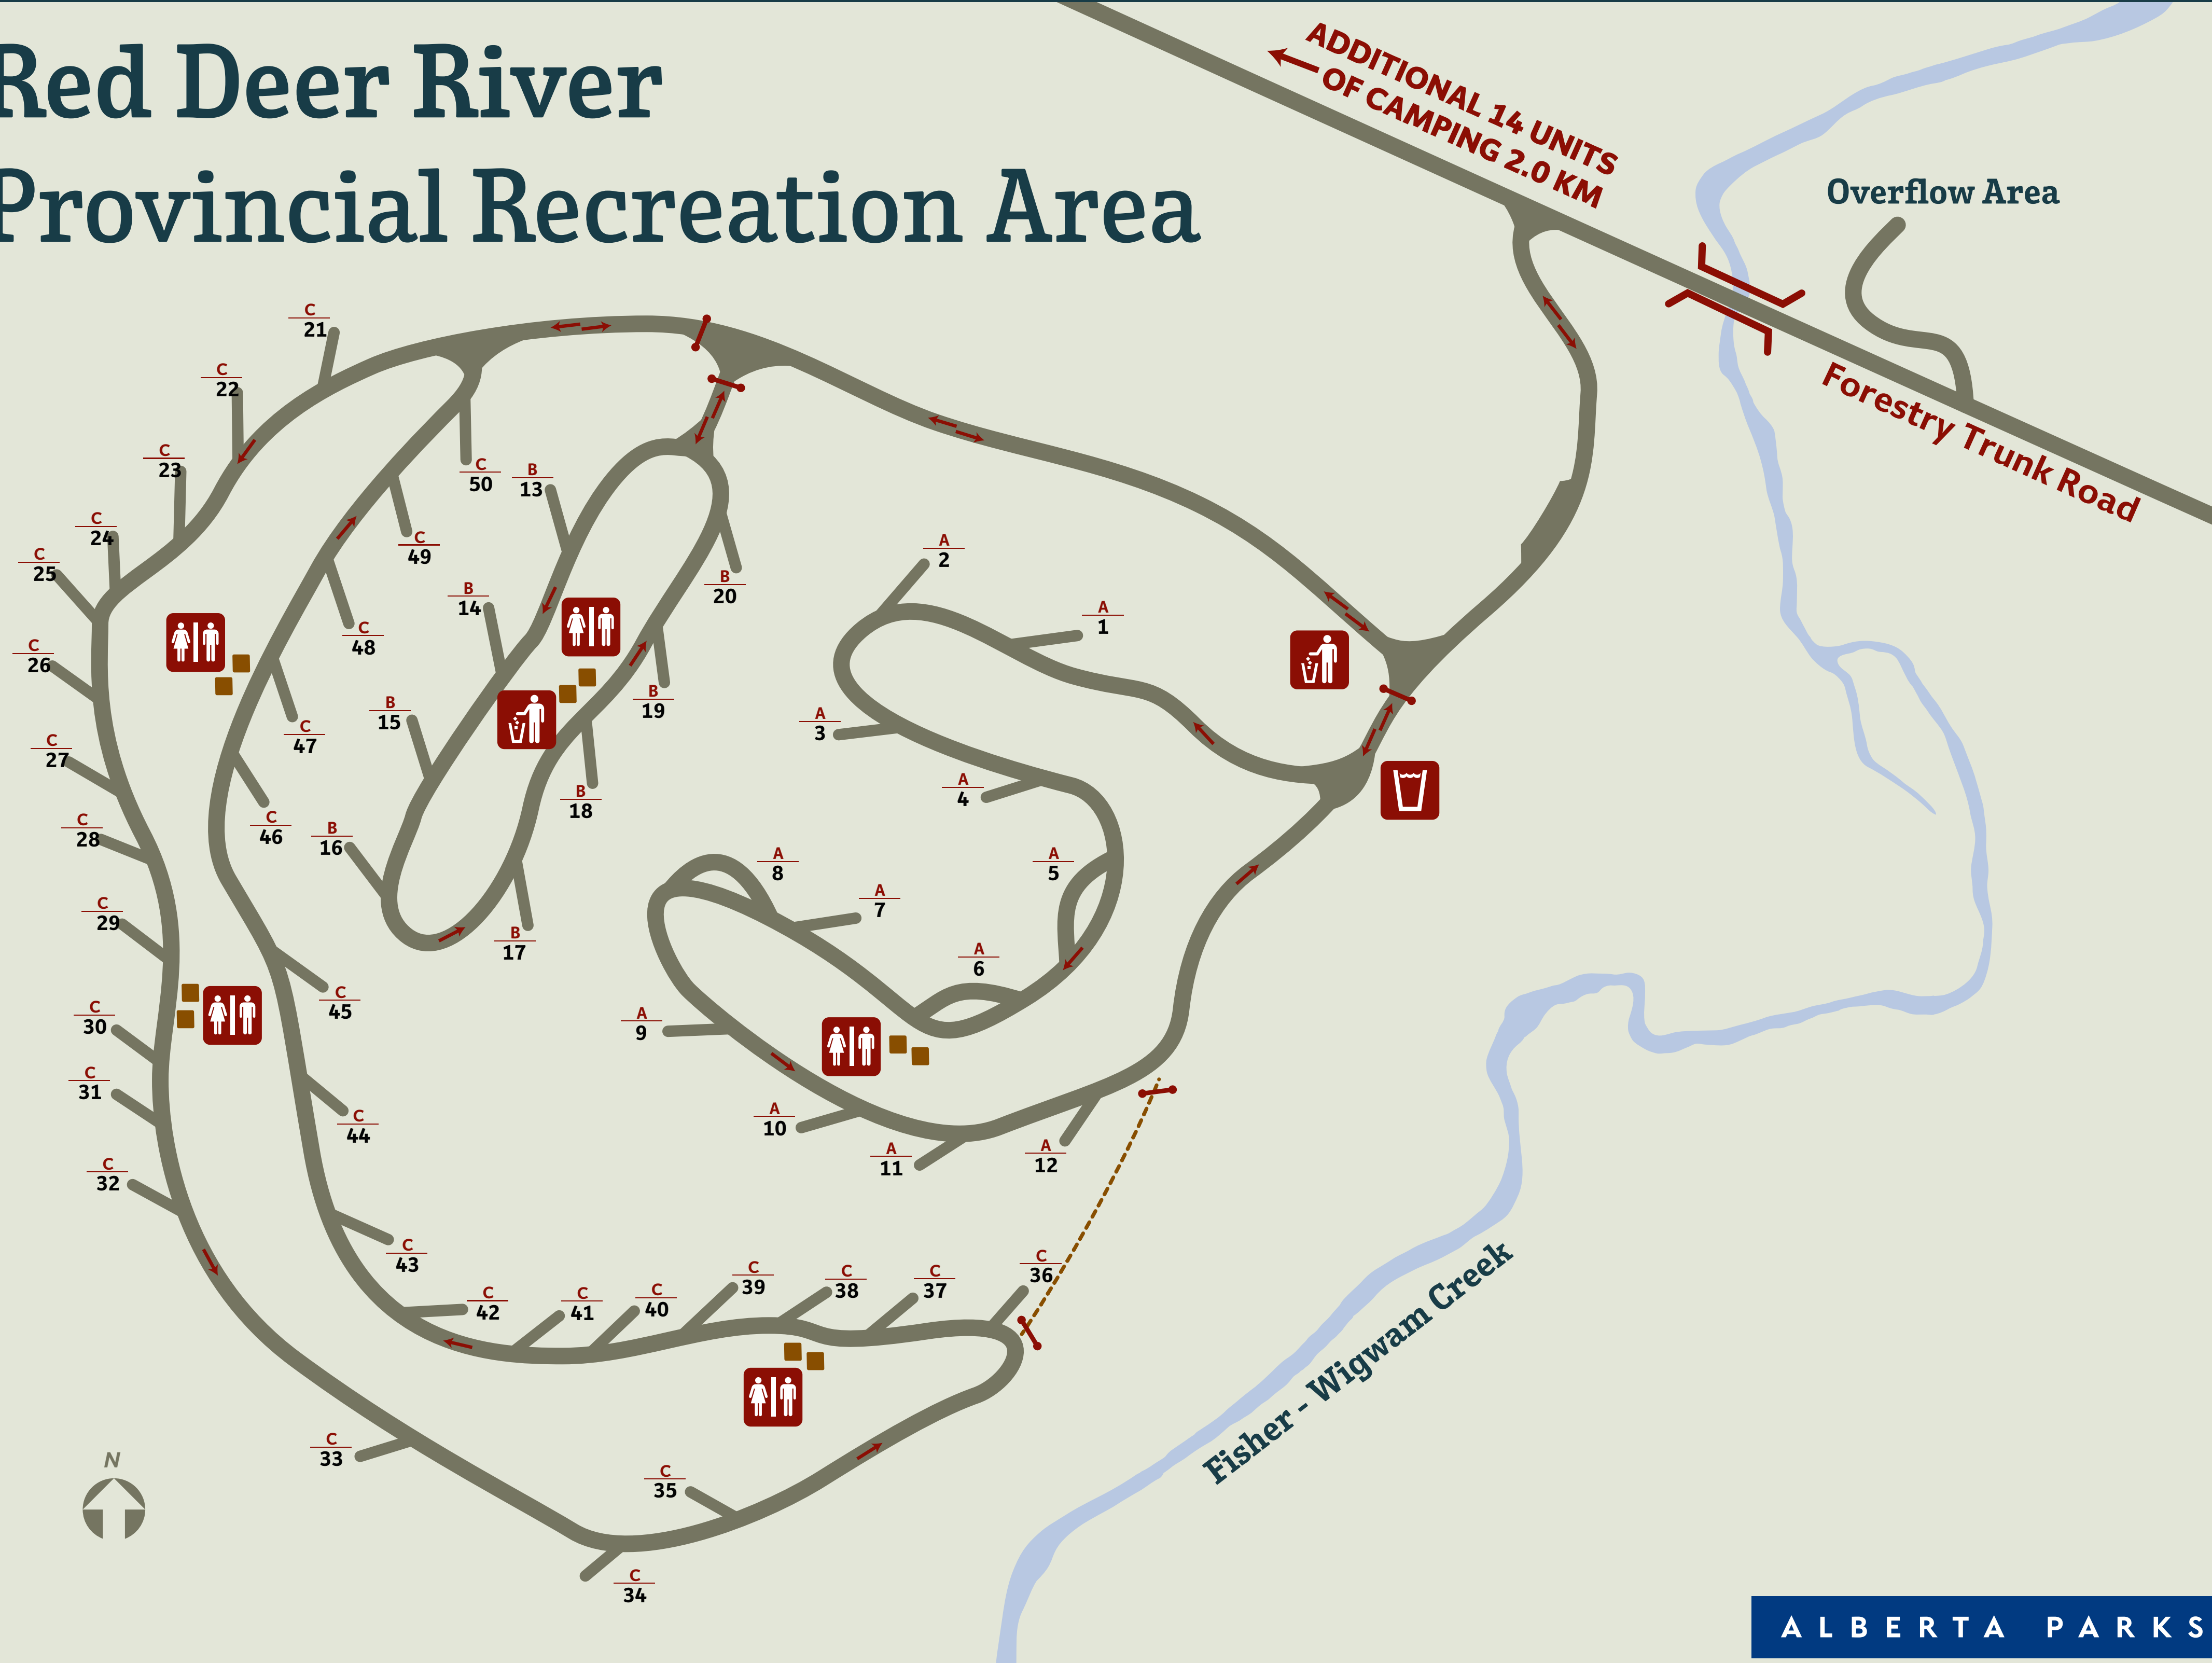 Red Deer River
Provincial Recreation Area
ADDITIONAL 14 UNITS
OF CAMPING 2.0 KM
Overflow Area
Forestry Trunk Road
C
21
C
22
C
23
C
24
C
25
C
26
C
27
C
28
C
29
C
30
C
31
C
32
C
33
C
34
C
35
C
36
C
37
C
38
C
39
C
40
C
41
C
42
C
43
C
44
C
45
C
46
C
47
C
48
C
49
C
50
B
13
B
14
B
15
B
16
B
17
B
18
B
19
B
20
A
1
A
2
A
3
A
4
A
5
A
6
A
7
A
8
A
9
A
10
A
11
A
12
Fisher - Wigwam Creek
N
ALBERTA PARKS